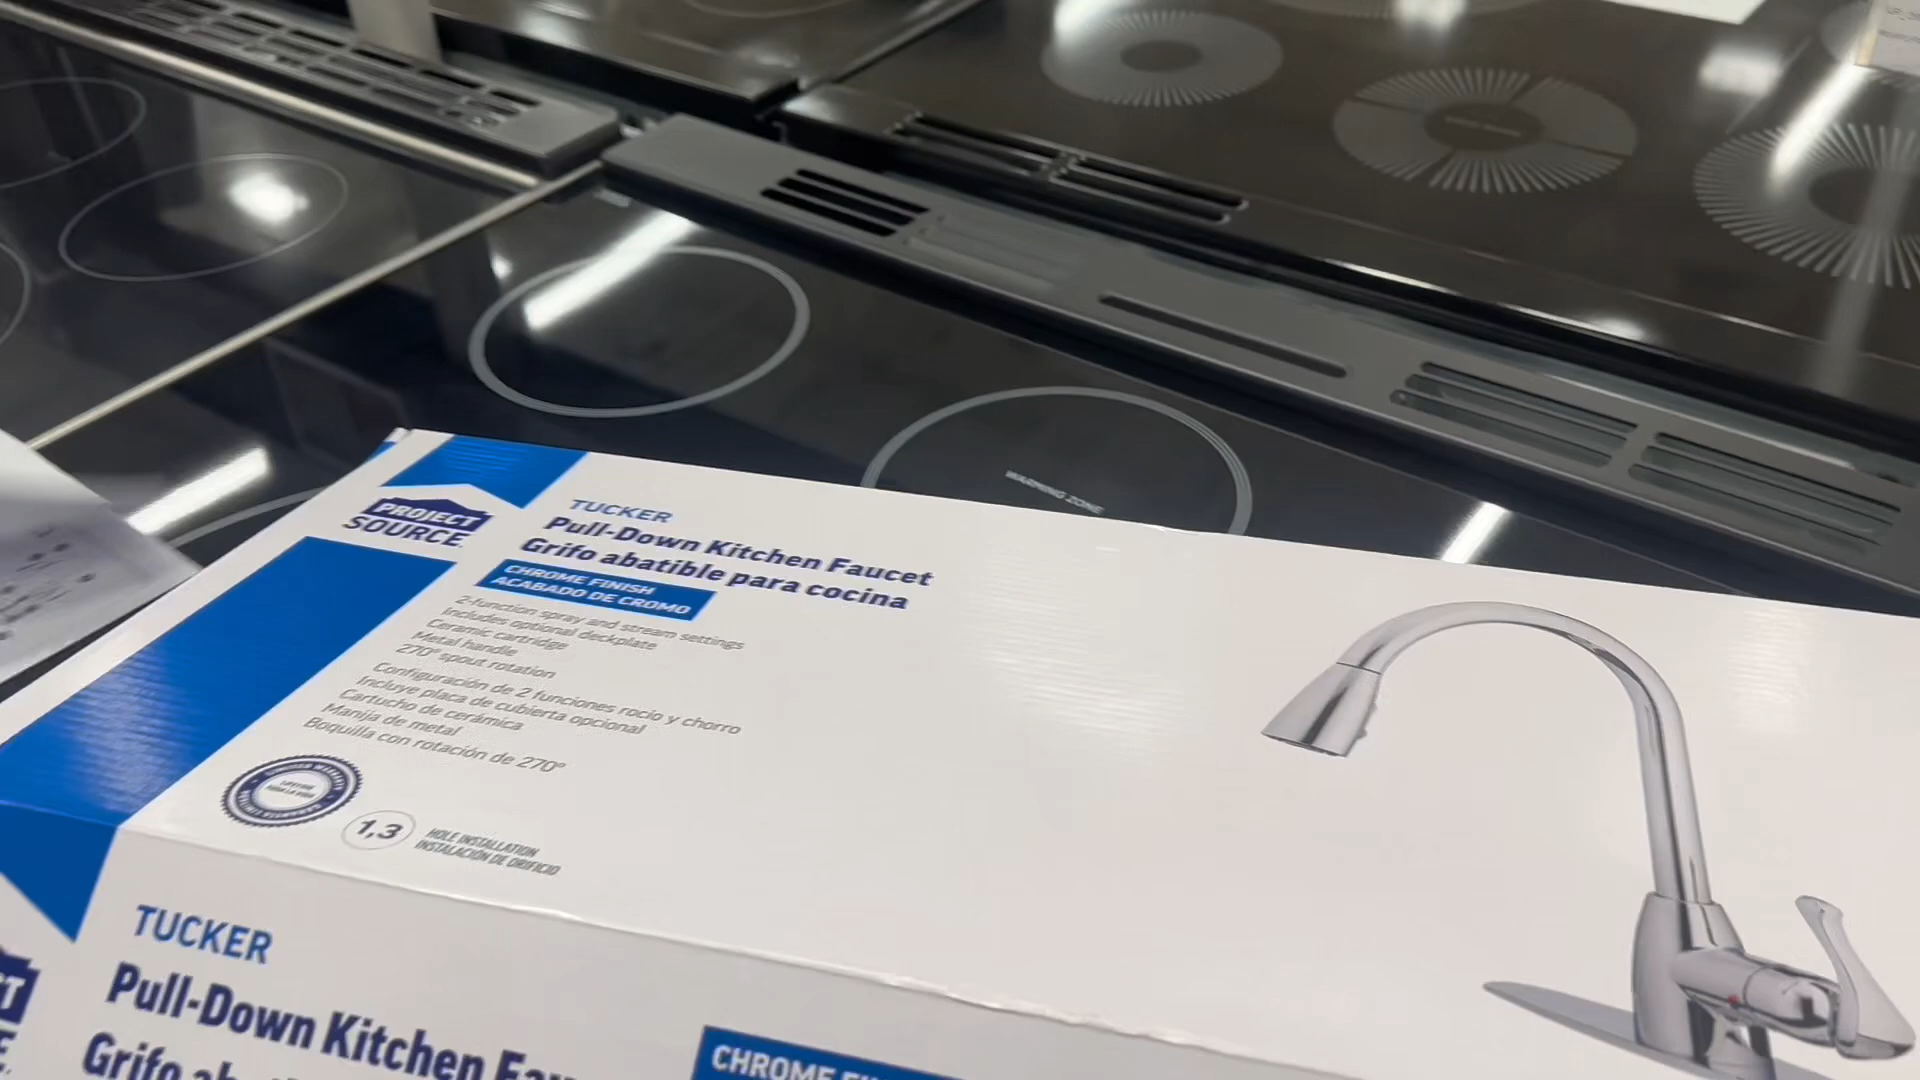 WARMING ZONE
PROJECT
SOURCE
TUCKER
Pull-Down Kitchen Faucet
Grifo abatible para cocina
CHROME FINISH
ACABADO DE CROMO
2-function spray and stream settings
Includes optional deckplate
Ceramic cartridge
Metal handle
270° spout rotation
Configuración de 2 funciones rocío y chorro
Incluye placa de cubierta opcional
Cartucho de cerámica
Manija de metal
Boquilla con rotación de 270°
1,3
HOLE INSTALLATION
INSTALACIÓN DE ORIFICIO
TUCKER
Pull-Down Kitchen
Grifo
CHROME